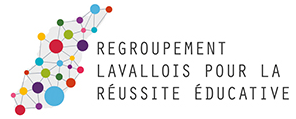 REGROUPEMENT
LAVALLOIS POUR LA
RÉUSSITE ÉDUCATIVE